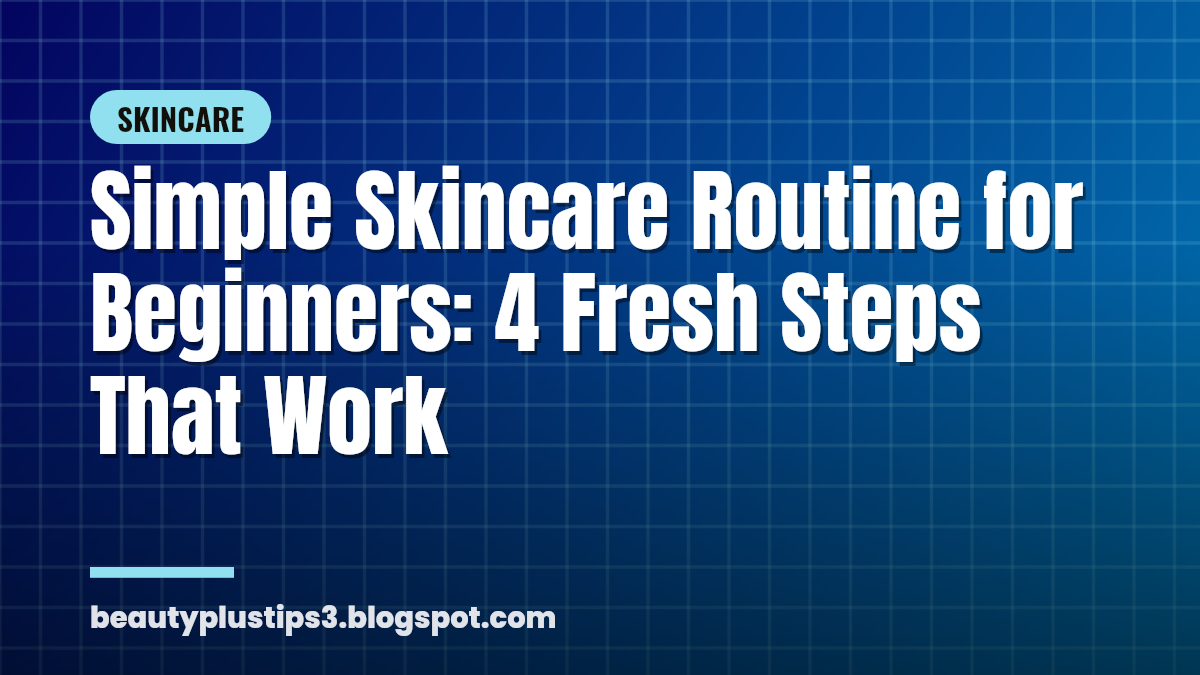 SKINCARE
Simple Skincare Routine for
Beginners: 4 Fresh Steps
That Work
beautyplustips3.blogspot.com